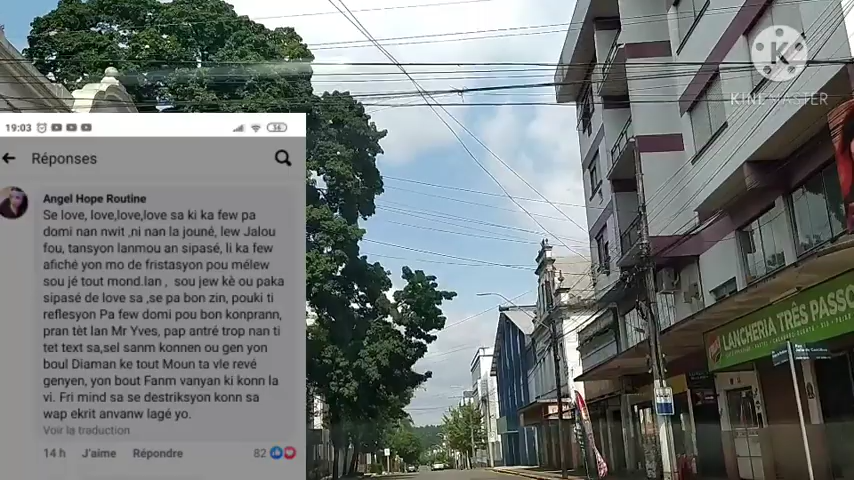 KINEMASTER
19:03
56
Réponses
Angel Hope Routine
Se love, love,love,love sa ki ka few pa
domi nan nwit ,ni nan la jouné, lew Jalou
fou, tansyon lanmou an sipasé, li ka few
afiché yon mo de fristasyon pou mélew
sou jé tout mond.lan , sou jew kè ou paka
sipasé de love sa ,se pa bon zin, pouki ti
reflesyon Pa few domi pou bon konprann,
pran tèt lan Mr Yves, pap antré trop nan ti
tet text sa,sel sanm konnen ou gen yon
boul Diaman ke tout Moun ta vle revé
genyen, yon bout Fanm vanyan ki konn la
vi. Fri mind sa se destriksyon konn sa
wap ekrit anvanw lagé yo.
Voir la traduction
14 h J'aime Répondre 82
LANCHERIA TRÊS PASSO